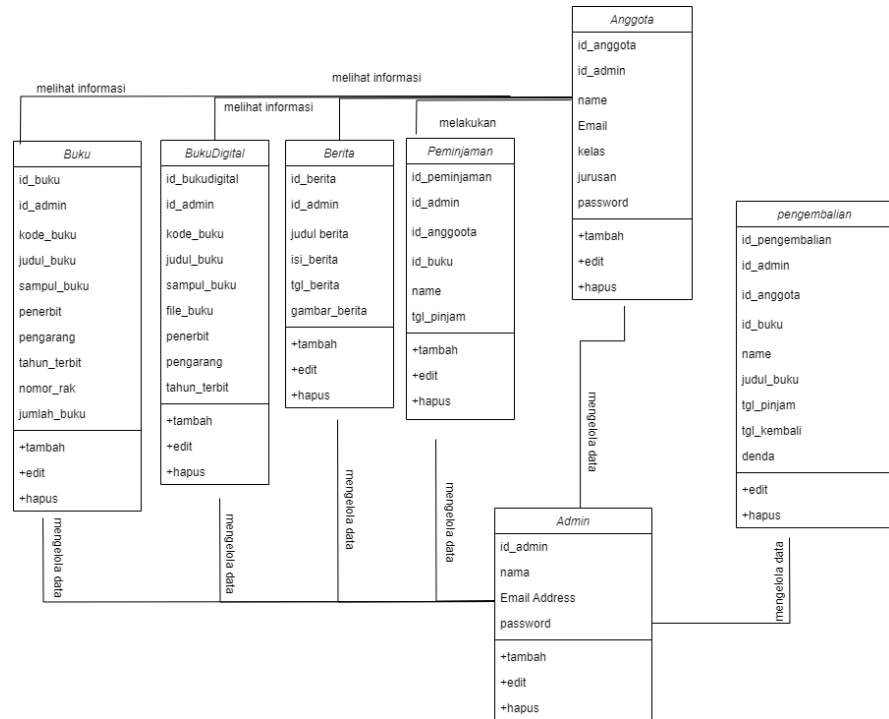 Anggota
id_anggota
id_admin
name
Email
kelas
jurusan
password
+tambah
+edit
+hapus
melihat informasi
melihat informasi
melihat informasi
melakukan
Buku
id_buku
id_admin
kode_buku
judul_buku
sampul_buku
penerbit
pengarang
tahun_terbit
nomor_rak
jumlah_buku
+tambah
+edit
+hapus
BukuDigital
id_bukudigital
id_admin
kode_buku
judul_buku
sampul_buku
file_buku
penerbit
pengarang
tahun_terbit
+tambah
+edit
+hapus
Berita
id_berita
id_admin
judul berita
isi_berita
tgl_berita
gambar_berita
+tambah
+edit
+hapus
Peminjaman
id_peminjaman
id_admin
id_anggoota
id_buku
name
tgl_pinjam
+tambah
+edit
+hapus
pengembalian
id_pengembalian
id_admin
id_anggota
id_buku
name
judul_buku
tgl_pinjam
tgl_kembali
denda
+edit
+hapus
mengelola data
mengelola data
mengelola data
mengelola data
mengelola data
mengelola data
Admin
id_admin
nama
Email Address
password
+tambah
+edit
+hapus